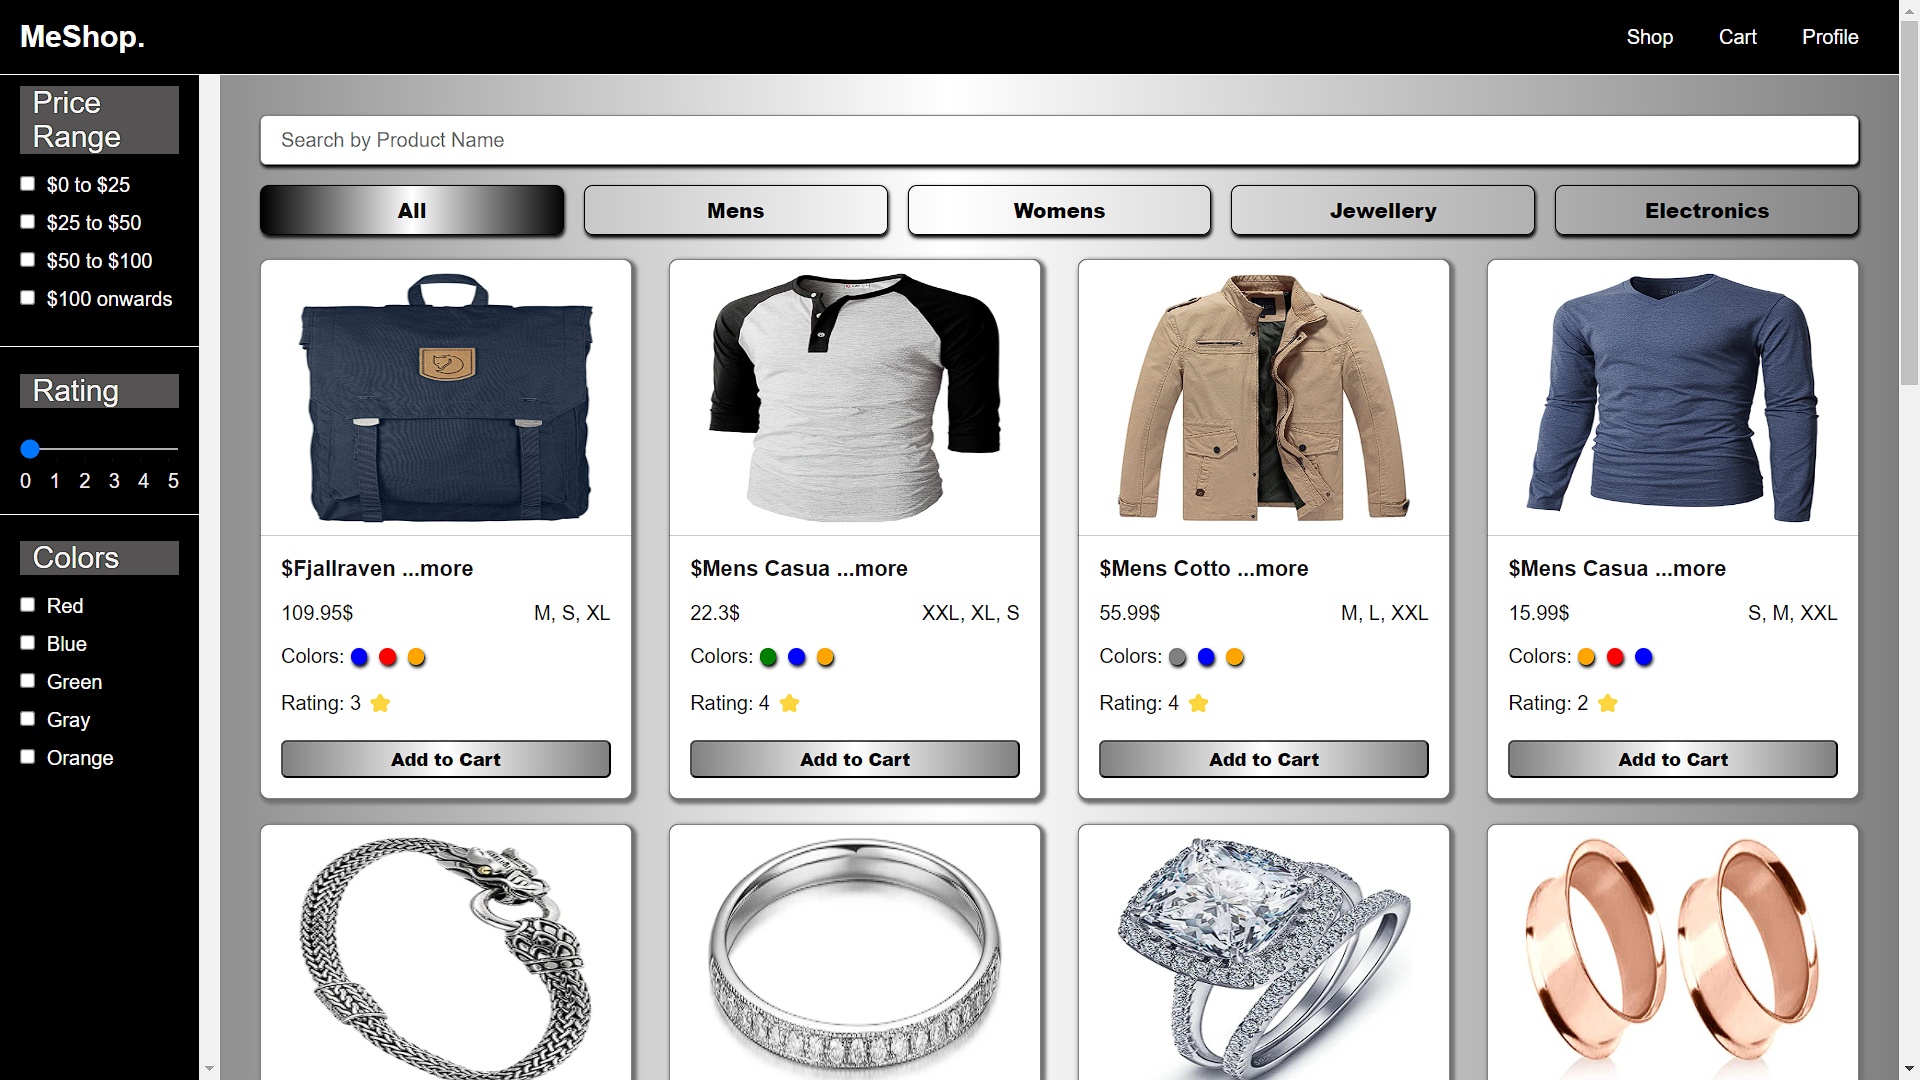 MeShop.
Shop Cart Profile
Price
Range
$0 to $25
$25 to $50
$50 to $100
$100 onwards
Rating
0 1 2 3 4 5
Colors
Red
Blue
Green
Gray
Orange
Search by Product Name
All Mens Womens Jewellery Electronics
$Fjallraven ...more
109.95$ M, S, XL
Colors:
Rating: 3
Add to Cart
$Mens Casua ...more
22.3$ XXL, XL, S
Colors:
Rating: 4
Add to Cart
$Mens Cotto ...more
55.99$ M, L, XXL
Colors:
Rating: 4
Add to Cart
$Mens Casua ...more
15.99$ S, M, XXL
Colors:
Rating: 2
Add to Cart